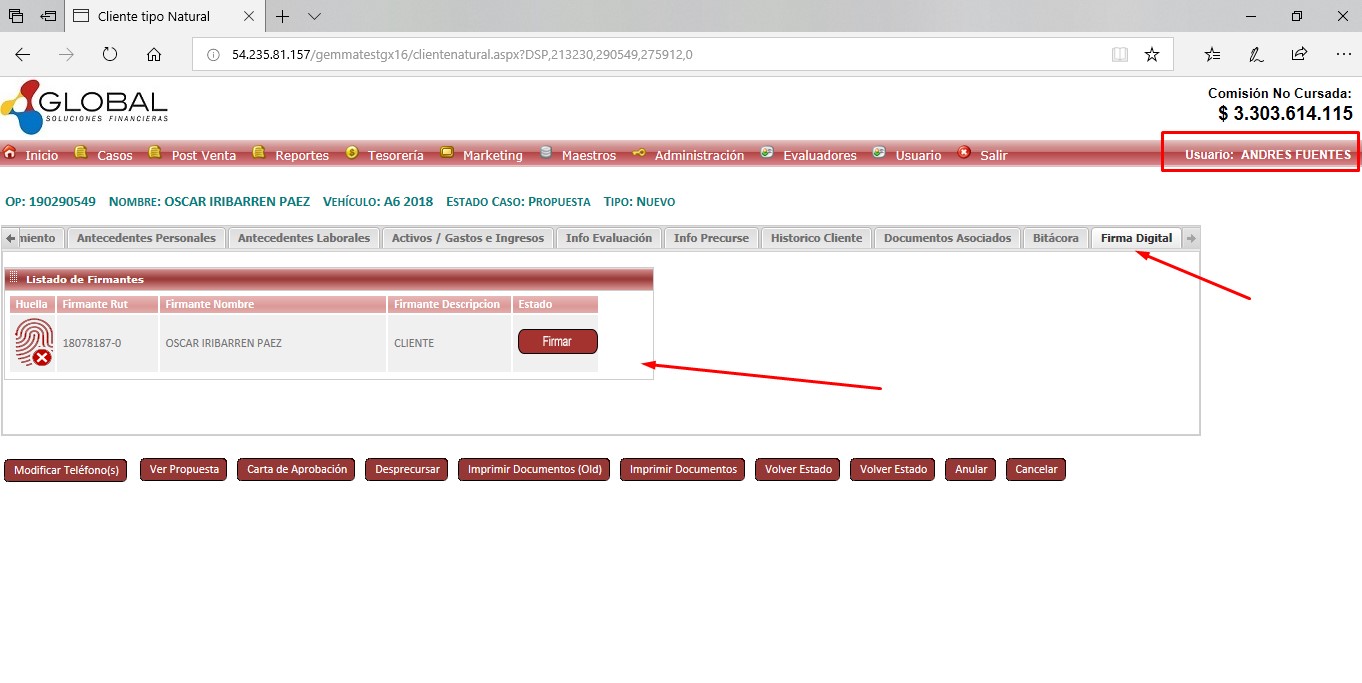 Cliente tipo Natural
54.235.81.157/gemmatestgx16/clientenatural.aspx?DSP,213230,290549,275912,0
GLOBAL
SOLUCIONES FINANCIERAS
Comisión No Cursada:
$ 3.303.614.115
Inicio Casos Post Venta Reportes Tesorería Marketing Maestros Administración Evaluadores Usuario Salir Usuario: ANDRES FUENTES
OP: 190290549 NOMBRE: OSCAR IRIBARREN PAEZ VEHÍCULO: A6 2018 ESTADO CASO: PROPUESTA TIPO: NUEVO
miento Antecedentes Personales Antecedentes Laborales Activos / Gastos e Ingresos Info Evaluación Info Precurse Historico Cliente Documentos Asociados Bitácora Firma Digital
Listado de Firmantes
Huella Firmante Rut Firmante Nombre Firmante Descripcion Estado
18078187-0 OSCAR IRIBARREN PAEZ CLIENTE Firmar
Modificar Teléfono(s) Ver Propuesta Carta de Aprobación Desprecursar Imprimir Documentos (Old) Imprimir Documentos Volver Estado Volver Estado Anular Cancelar